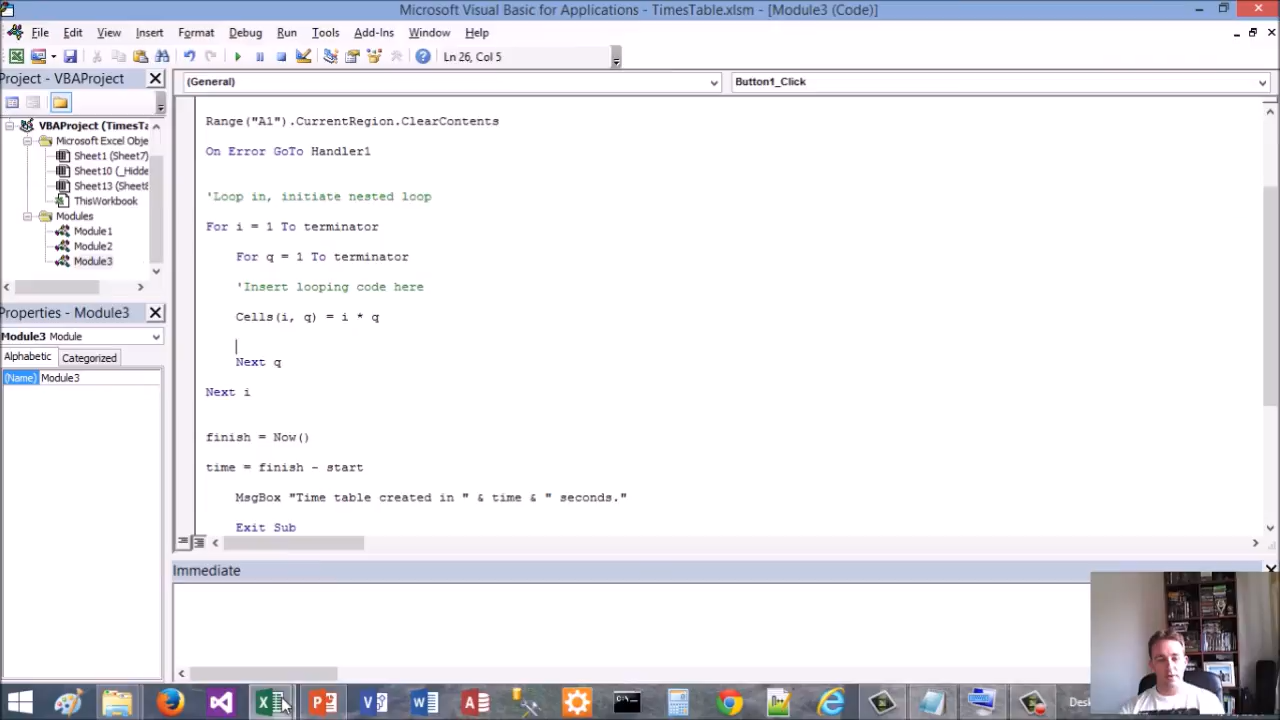 Microsoft Visual Basic for Applications - TimesTable.xlsm - [Module3 (Code)]
File Edit View Insert Format Debug Run Tools Add-Ins Window Help
Ln 26, Col 5
Project - VBAProject
(General)
Button1_Click
VBAProject (TimesTa
Microsoft Excel Obje
Sheet1 (Sheet7)
Sheet10 (_Hidde
Sheet13 (Sheet8
ThisWorkbook
Modules
Module1
Module2
Module3
Properties - Module3
Module3 Module
Alphabetic Categorized
(Name) Module3
Range("A1").CurrentRegion.ClearContents
On Error GoTo Handler1
'Loop in, initiate nested loop
For i = 1 To terminator
For q = 1 To terminator
'Insert looping code here
Cells(i, q) = i * q
Next q
Next i
finish = Now()
time = finish - start
MsgBox "Time table created in " & time & " seconds."
Exit Sub
Immediate
Desk